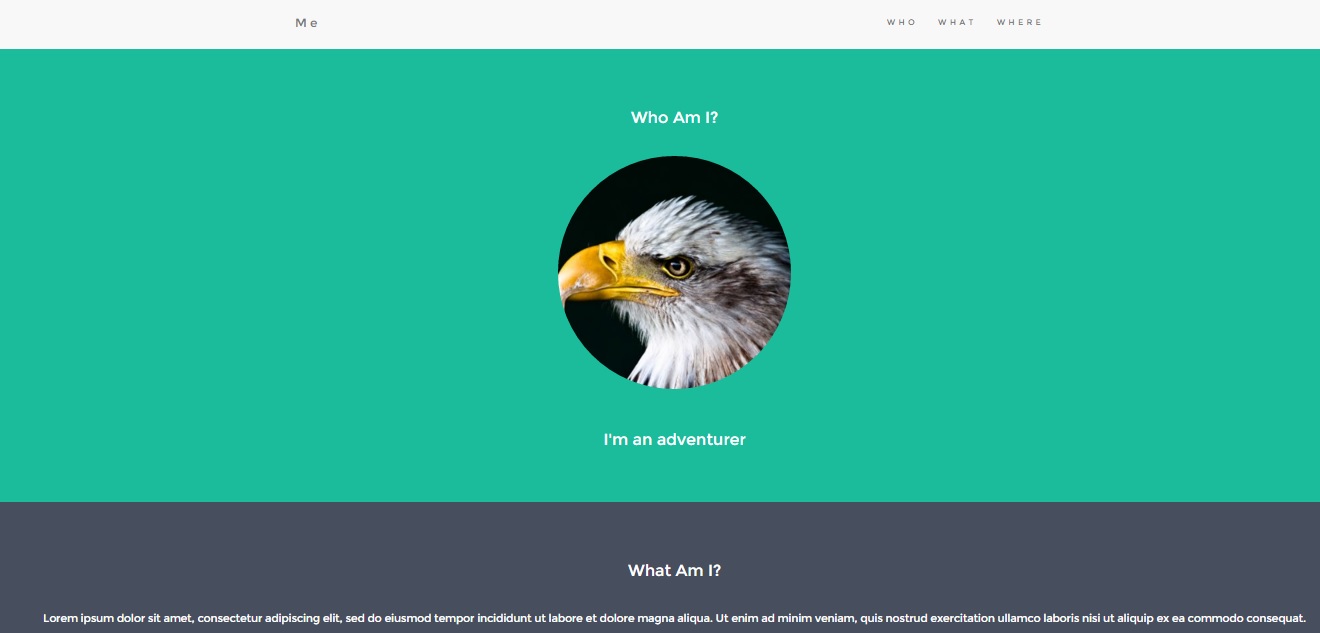 Me
WHO WHAT WHERE
Who Am I?
I'm an adventurer
What Am I?
Lorem ipsum dolor sit amet, consectetur adipiscing elit, sed do eiusmod tempor incididunt ut labore et dolore magna aliqua. Ut enim ad minim veniam, quis nostrud exercitation ullamco laboris nisi ut aliquip ex ea commodo consequat.